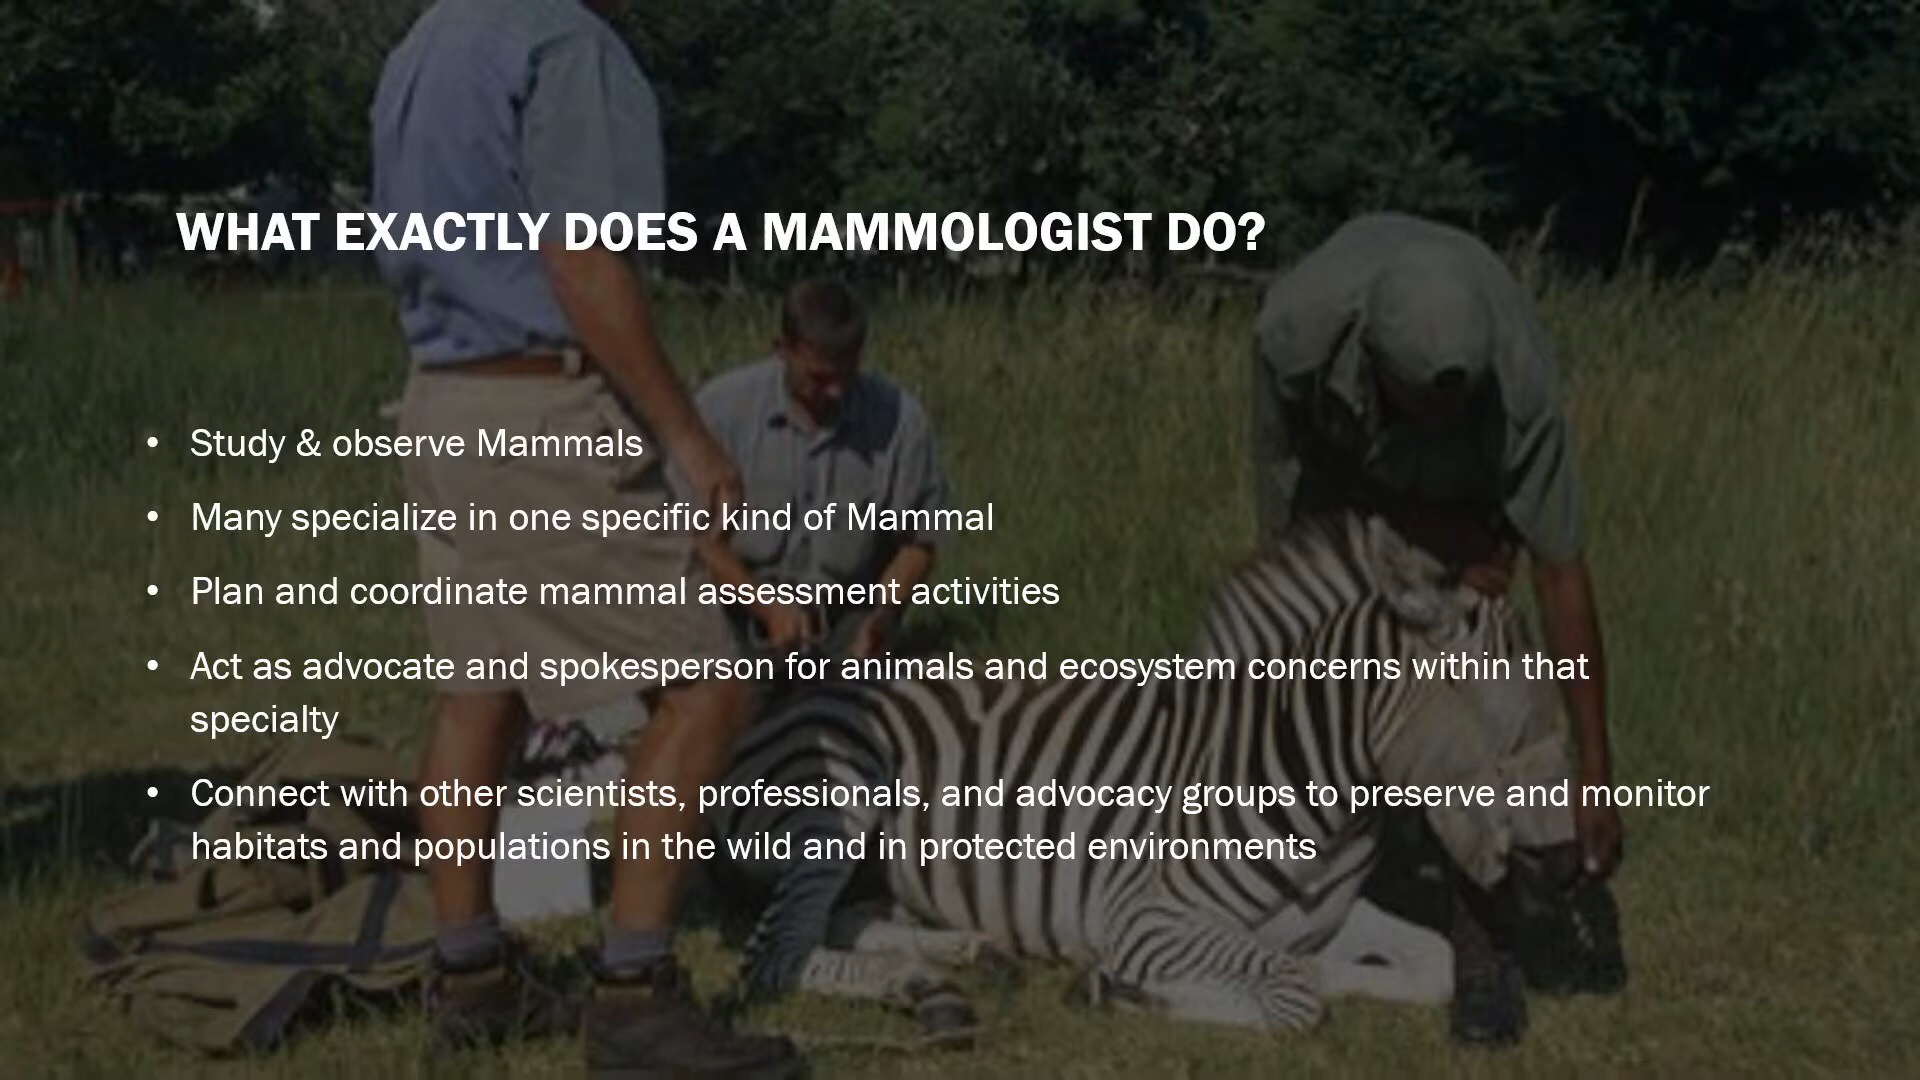 WHAT EXACTLY DOES A MAMMOLOGIST DO?
• Study & observe Mammals
• Many specialize in one specific kind of Mammal
• Plan and coordinate mammal assessment activities
• Act as advocate and spokesperson for animals and ecosystem concerns within that
specialty
• Connect with other scientists, professionals, and advocacy groups to preserve and monitor
habitats and populations in the wild and in protected environments